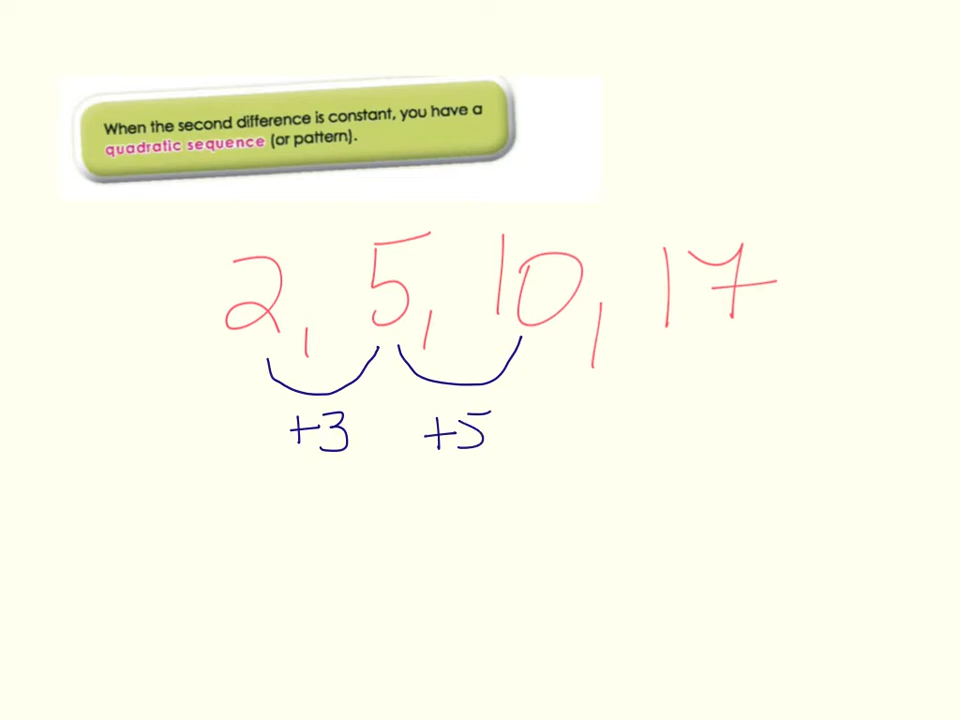 When the second difference is constant, you have a
quadratic sequence (or pattern).
2, 5, 10, 17
+3 +5